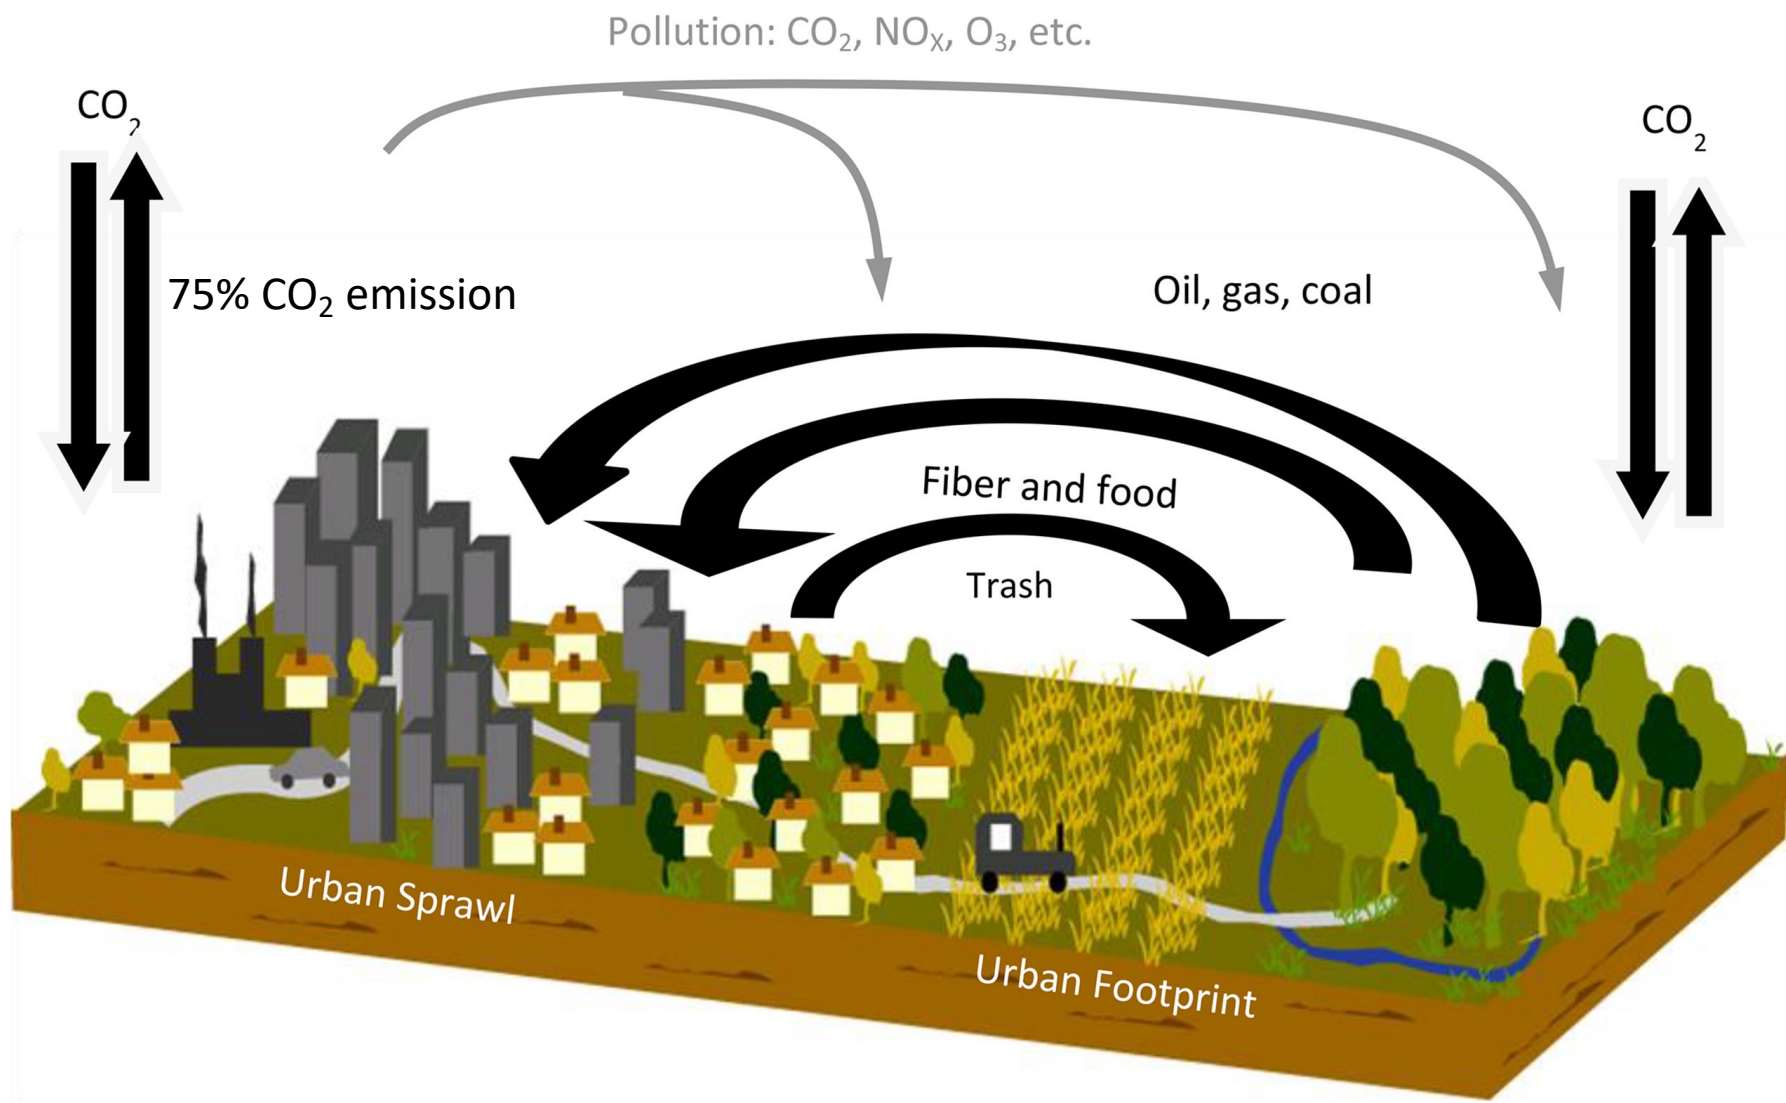 Pollution: CO₂, NOₓ, O₃, etc.
CO₂
CO₂
75% CO₂ emission
Oil, gas, coal
Fiber and food
Trash
Urban Sprawl
Urban Footprint